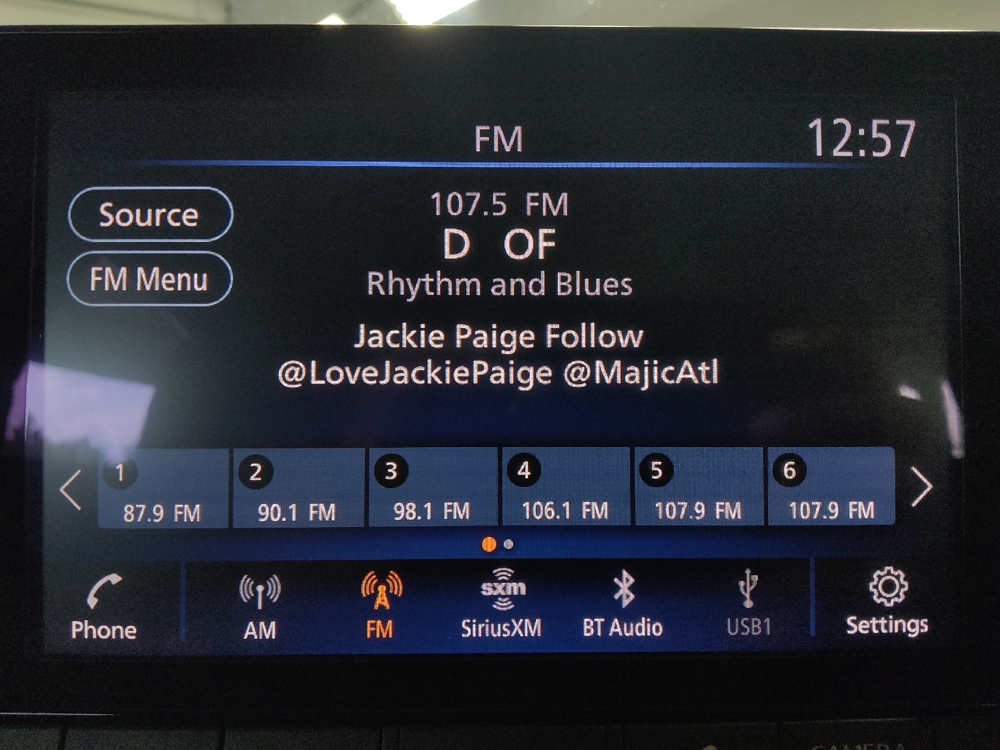 FM
12:57
Source
107.5 FM
D OF
FM Menu
Rhythm and Blues
Jackie Paige Follow
@LoveJackiePaige @MajicAtl
1
2
3
4
5
6
87.9 FM
90.1 FM
98.1 FM
106.1 FM
107.9 FM
107.9 FM
sxm
Phone
AM
FM
SiriusXM
BT Audio
USB1
Settings
CAMERA